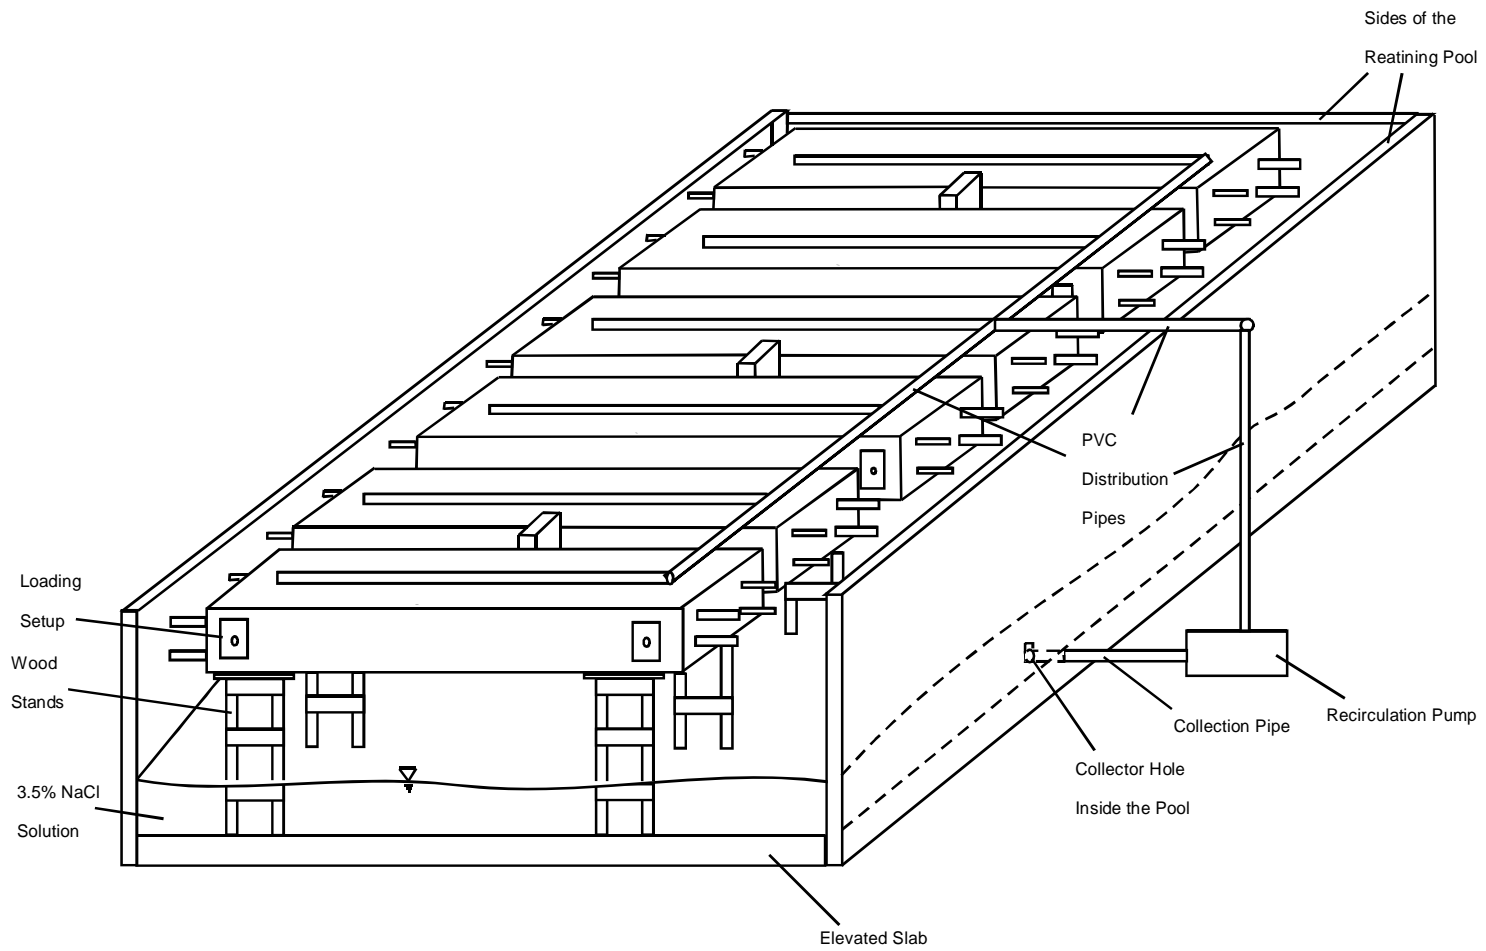 Sides of the
Reatining Pool
PVC
Distribution
Pipes
Loading
Setup
Wood
Stands
3.5% NaCl
Solution
Collection Pipe
Recirculation Pump
Collector Hole
Inside the Pool
Elevated Slab